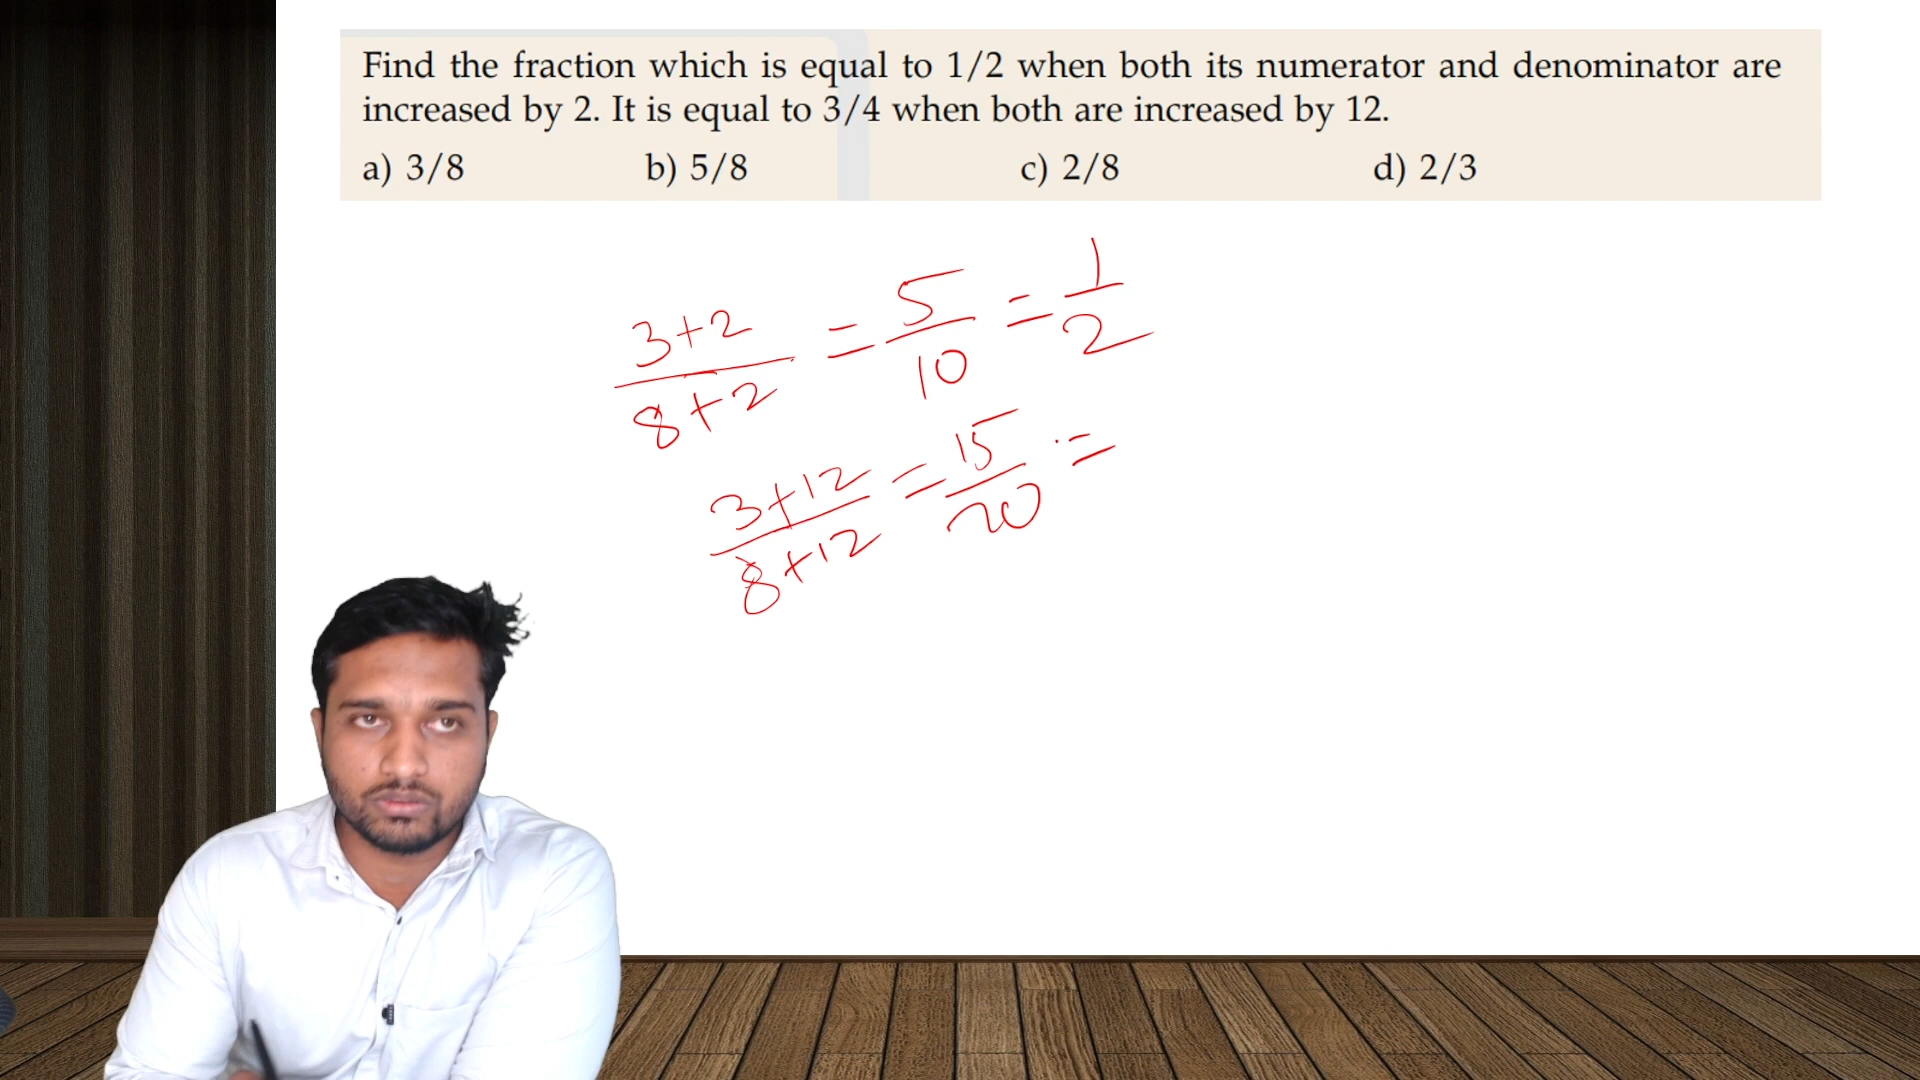 Find the fraction which is equal to 1/2 when both its numerator and denominator are
increased by 2. It is equal to 3/4 when both are increased by 12.
a) 3/8 b) 5/8 c) 2/8 d) 2/3
3+2/8+2 = 5/10 = 1/2
3+12/8+12 = 15/20 =